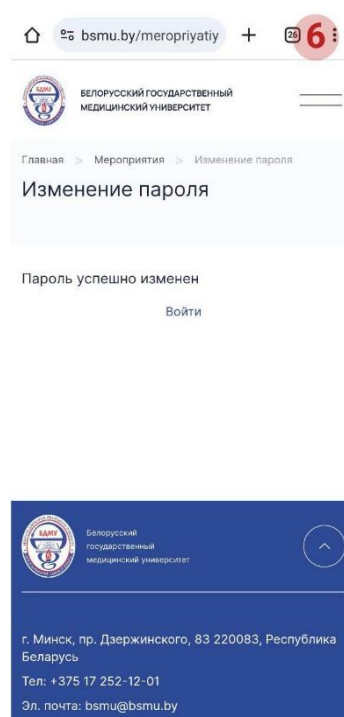 bsmu.by/meropriyatiy
26
6
БДМУ
БЕЛОРУССКИЙ ГОСУДАРСТВЕННЫЙ
МЕДИЦИНСКИЙ УНИВЕРСИТЕТ
Главная > Мероприятия > Изменение пароля
Изменение пароля
Пароль успешно изменен
Войти
БДМУ
Белорусский
государственный
медицинский университет
г. Минск, пр. Дзержинского, 83 220083, Республика
Беларусь
Тел: +375 17 252-12-01
Эл. почта: bsmu@bsmu.by